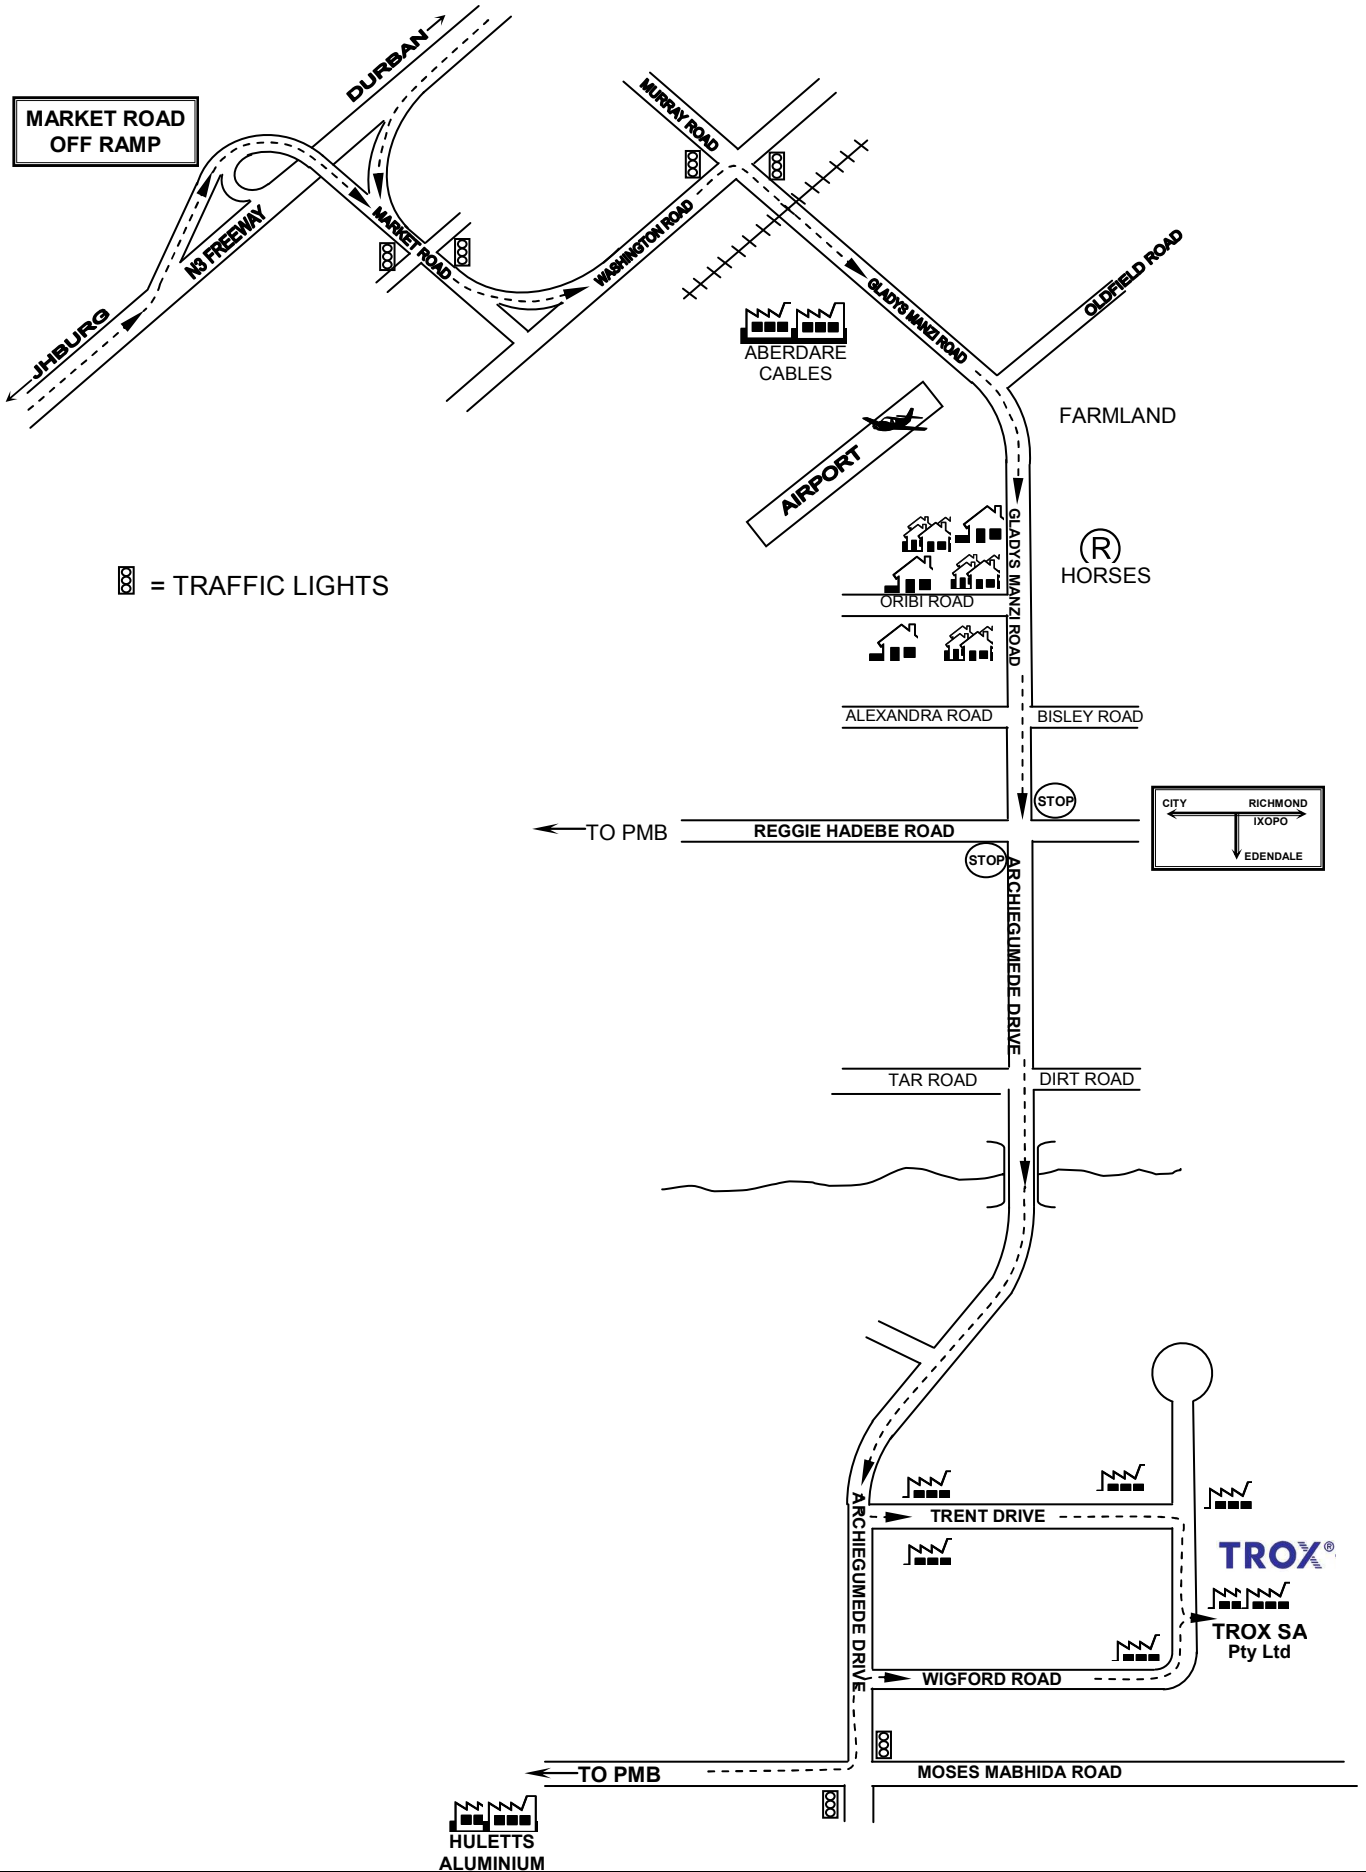 DURBAN
MARKET ROAD
OFF RAMP
MURRAY ROAD
N3 FREEWAY
MARKET ROAD
WASHINGTON ROAD
JHBURG
GLADYS MANZI ROAD
OLDFIELD ROAD
ABERDARE
CABLES
FARMLAND
AIRPORT
= TRAFFIC LIGHTS
GLADYS MANZI ROAD
R
HORSES
ORIBI ROAD
ALEXANDRA ROAD
BISLEY ROAD
STOP
CITY
RICHMOND
IXOPO
EDENDALE
TO PMB
REGGIE HADEBE ROAD
STOP
ARCHIEGUMEDE DRIVE
TAR ROAD
DIRT ROAD
TRENT DRIVE
ARCHIEGUMEDE DRIVE
TROX®
TROX SA
Pty Ltd
WIGFORD ROAD
TO PMB
MOSES MABHIDA ROAD
HULETTS
ALUMINIUM